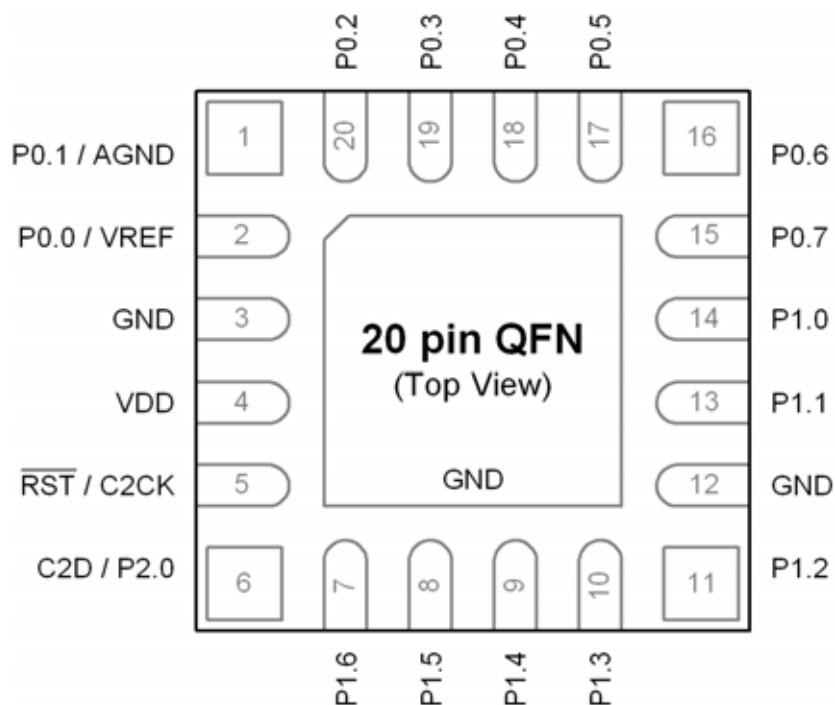 P0.2
P0.3
P0.4
P0.5
1
20
19
18
17
16
P0.1 / AGND
P0.6
P0.0 / VREF
2
15
P0.7
GND
3
14
P1.0
20 pin QFN
(Top View)
VDD
4
13
P1.1
RST / C2CK
5
GND
12
GND
C2D / P2.0
6
7
8
9
10
11
P1.2
P1.6
P1.5
P1.4
P1.3